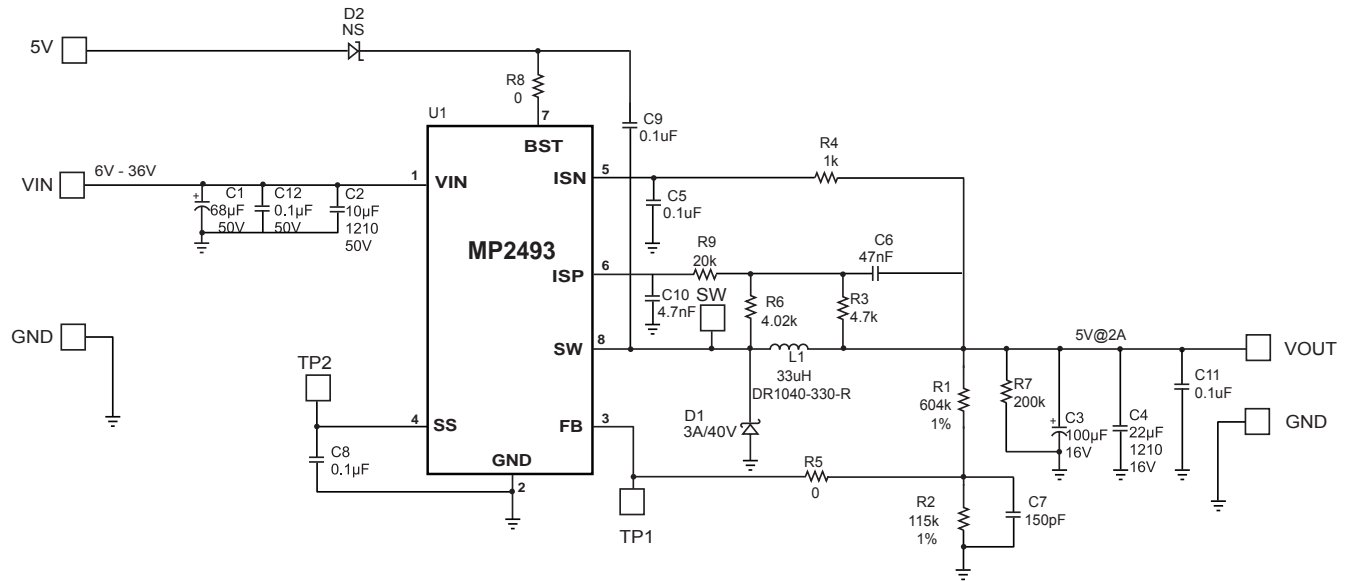 D2
NS
5V
R8
0
U1
7
BST
C9
0.1uF
R4
1k
VIN
6V - 36V
1
VIN
ISN
5
C1
68µF
50V
C12
0.1µF
50V
C2
10µF
1210
50V
C5
0.1uF
MP2493
R9
20k
C6
47nF
ISP
6
C10
4.7nF
SW
R6
4.02k
R3
4.7k
GND
SW
8
L1
33uH
DR1040-330-R
5V@2A
VOUT
TP2
R1
604k
1%
R7
200k
C3
100µF
16V
C4
22µF
1210
16V
C11
0.1uF
D1
3A/40V
4
SS
FB
3
GND
C8
0.1µF
GND
2
R5
0
TP1
R2
115k
1%
C7
150pF